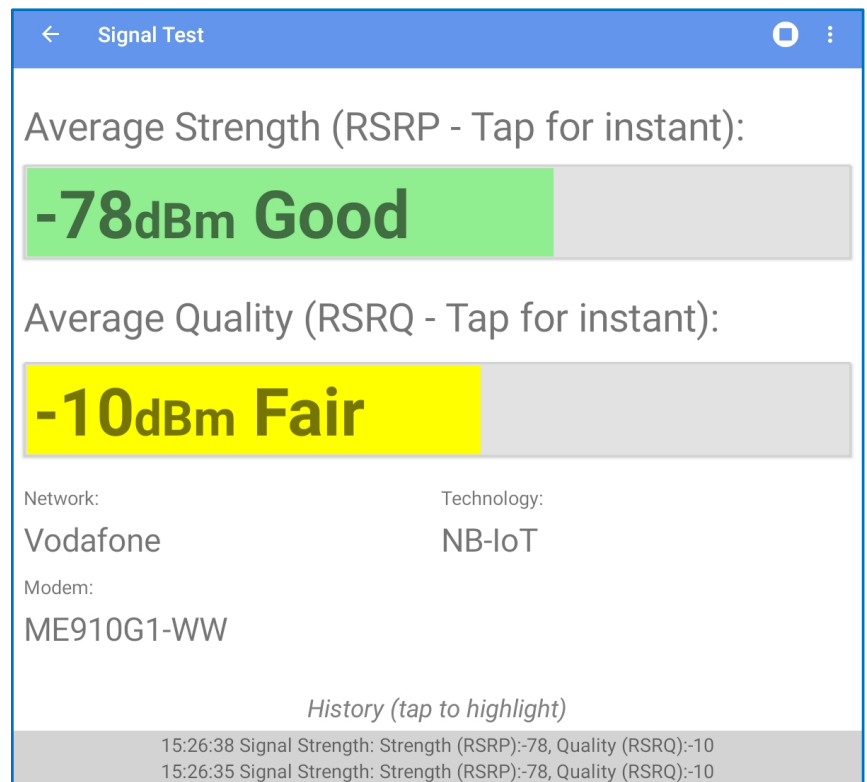 Signal Test
Average Strength (RSRP - Tap for instant):
-78dBm Good
Average Quality (RSRQ - Tap for instant):
-10dBm Fair
Network:
Technology:
Vodafone
NB-IoT
Modem:
ME910G1-WW
History (tap to highlight)
15:26:38 Signal Strength: Strength (RSRP):-78, Quality (RSRQ):-10
15:26:35 Signal Strength: Strength (RSRP):-78, Quality (RSRQ):-10